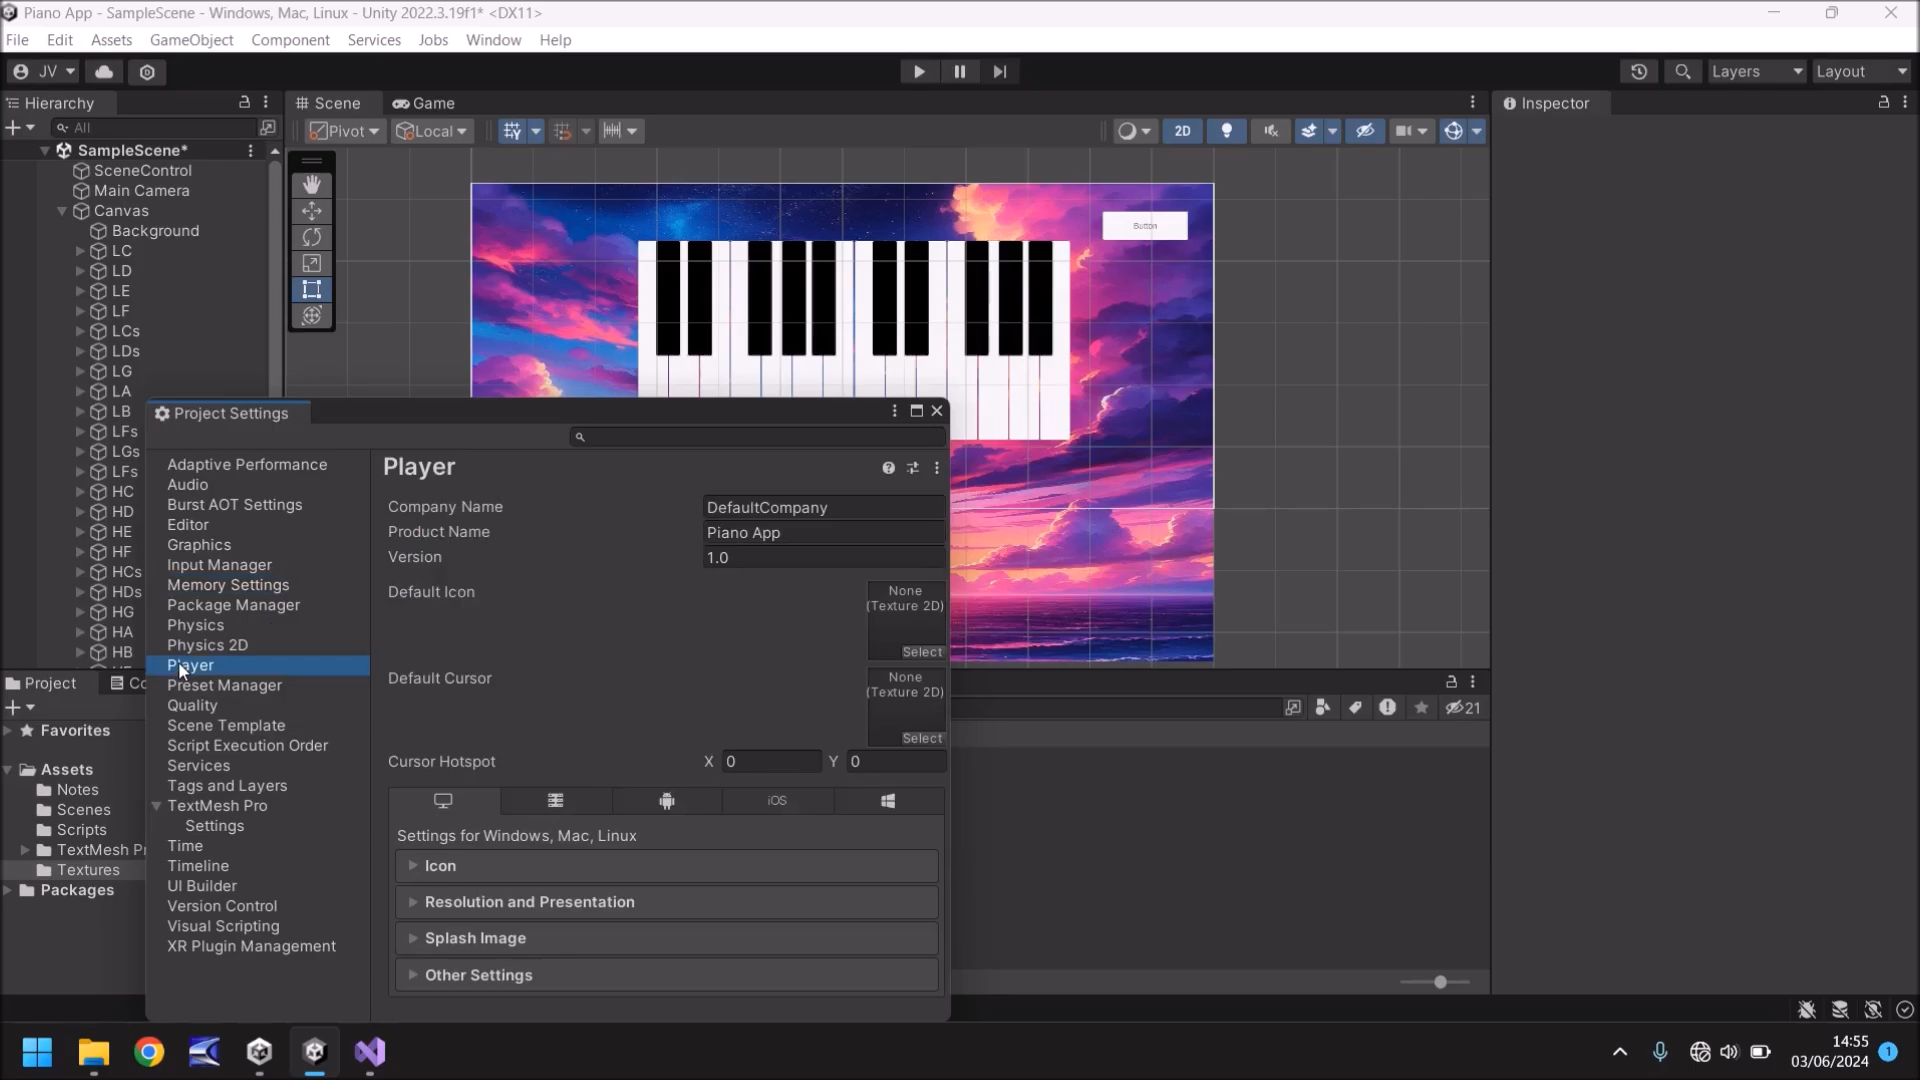 Piano App - SampleScene - Windows, Mac, Linux - Unity 2022.3.19f1* <DX11>
File Edit Assets GameObject Component Services Jobs Window Help
JV Layers Layout
Hierarchy Scene Game Inspector
All Pivot Local 2D
SampleScene*
SceneControl
Main Camera
Canvas
Background
LC
LD
LE
LF
LCs
LDs
LG
LA
LB
LFs
LGs
LFs
HC
HD
HE
HF
HCs
HDs
HG
HA
HB
Button
Project Settings
Adaptive Performance
Audio
Burst AOT Settings
Editor
Graphics
Input Manager
Memory Settings
Package Manager
Physics
Physics 2D
Player
Preset Manager
Quality
Scene Template
Script Execution Order
Services
Tags and Layers
TextMesh Pro
Settings
Time
Timeline
UI Builder
Version Control
Visual Scripting
XR Plugin Management
Player
Company Name DefaultCompany
Product Name Piano App
Version 1.0
Default Icon None
(Texture 2D)
Select
Default Cursor None
(Texture 2D)
Select
Cursor Hotspot X 0 Y 0
iOS
Settings for Windows, Mac, Linux
Icon
Resolution and Presentation
Splash Image
Other Settings
Project Co
21
Favorites
Assets
Notes
Scenes
Scripts
TextMesh Pr
Textures
Packages
14:55
03/06/2024
1